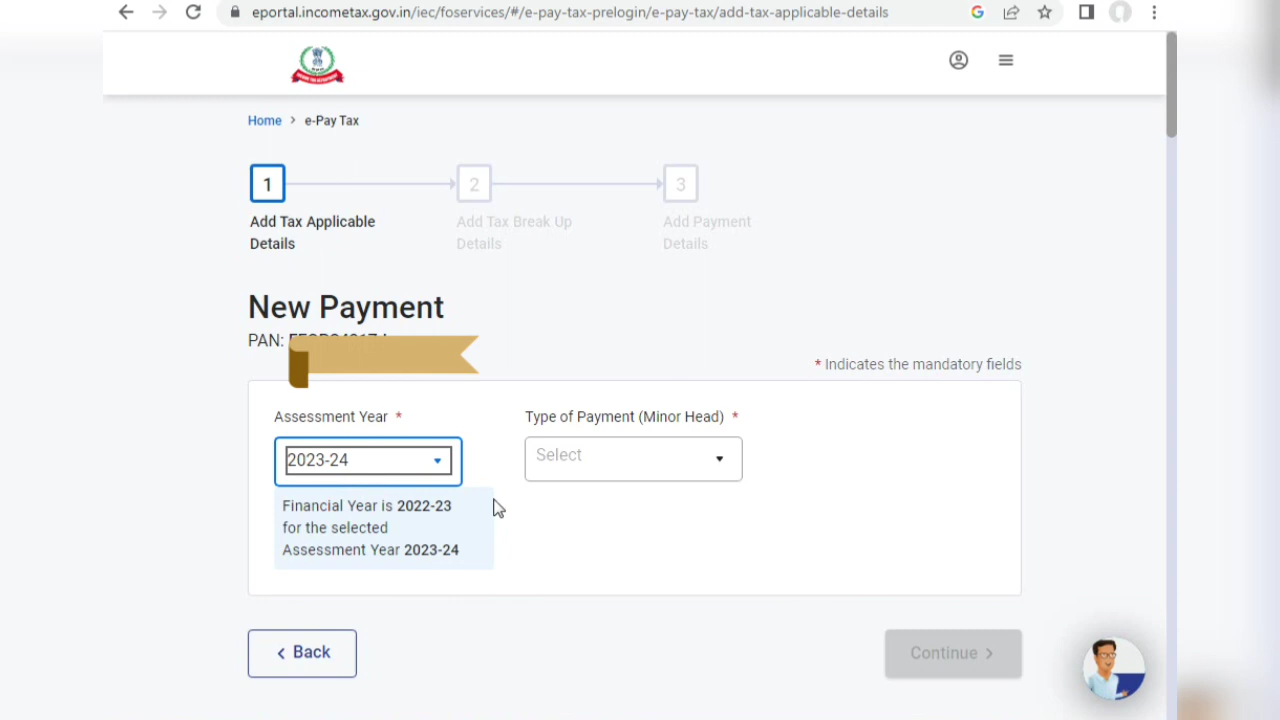 eportal.incometax.gov.in/iec/foservices/#/e-pay-tax-prelogin/e-pay-tax/add-tax-applicable-details
Home > e-Pay Tax
1 2 3
Add Tax Applicable Details
Add Tax Break Up Details
Add Payment Details
New Payment
PAN:
* Indicates the mandatory fields
Assessment Year *
Type of Payment (Minor Head) *
2023-24
Select
Financial Year is 2022-23
for the selected
Assessment Year 2023-24
< Back
Continue >